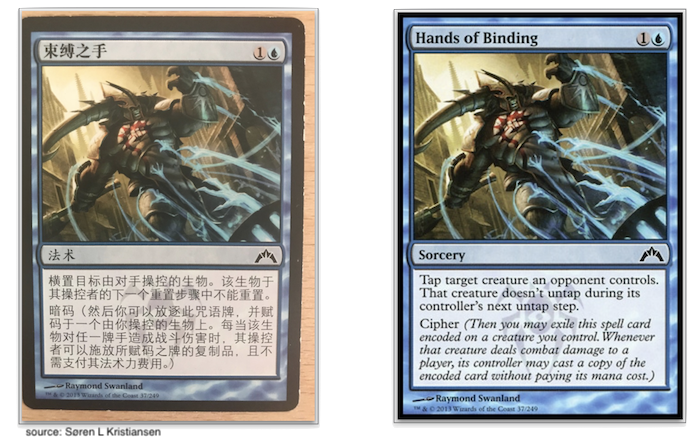 束缚之手
法术
横置目标由对手操控的生物。该生物于
其操控者的下一个重置步骤中不能重置。
暗码（然后你可以放逐此咒语牌，并赋
码于一个由你操控的生物上。每当该生
物对任一牌手造成战斗伤害时，其操控
者可以施放所赋码之牌的复制品，且不
需支付其法术力费用。）
Raymond Swanland
™ & © 2013 Wizards of the Coast 37/249
source: Søren L Kristiansen
Hands of Binding
1
Sorcery
Tap target creature an opponent controls.
That creature doesn't untap during its
controller's next untap step.
Cipher (Then you may exile this spell card
encoded on a creature you control. Whenever
that creature deals combat damage to a
player, its controller may cast a copy of the
encoded card without paying its mana cost.)
Raymond Swanland
™ & © 2013 Wizards of the Coast 37/249